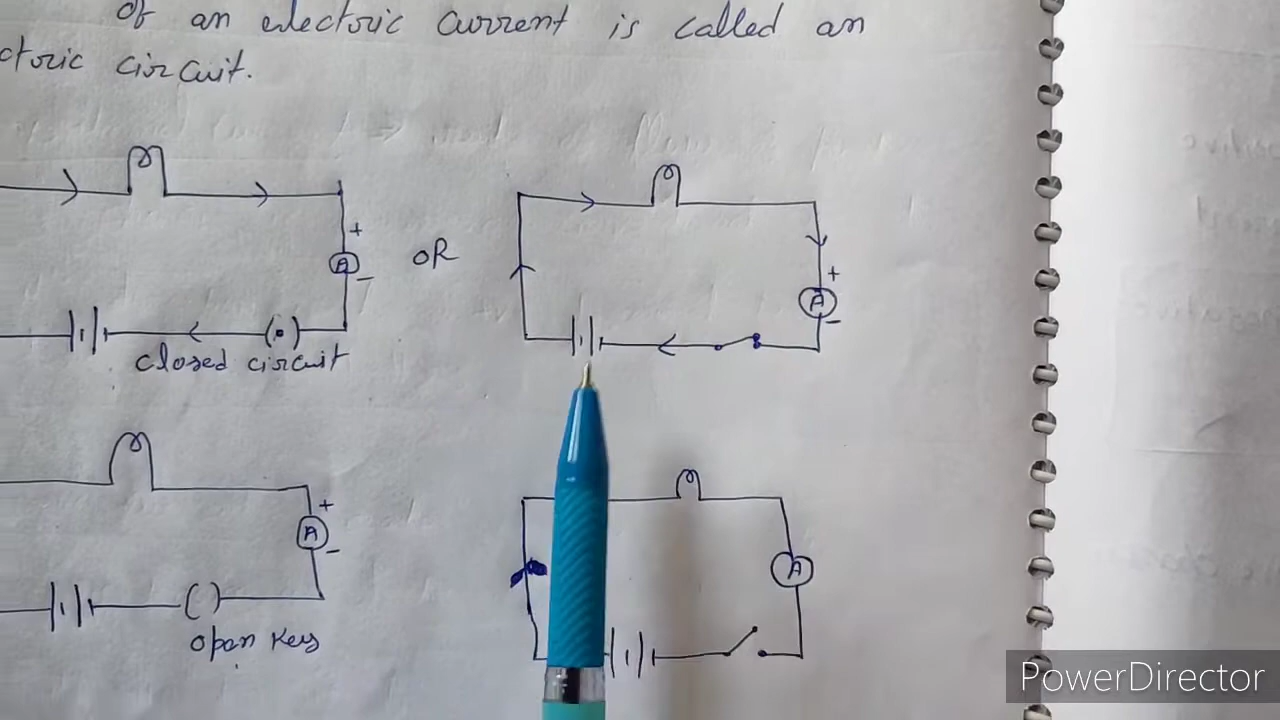 Of an electric current is called an
ctric circuit.
+
A
-
OR
+
A
-
closed circuit
+
A
-
A
open key
PowerDirector